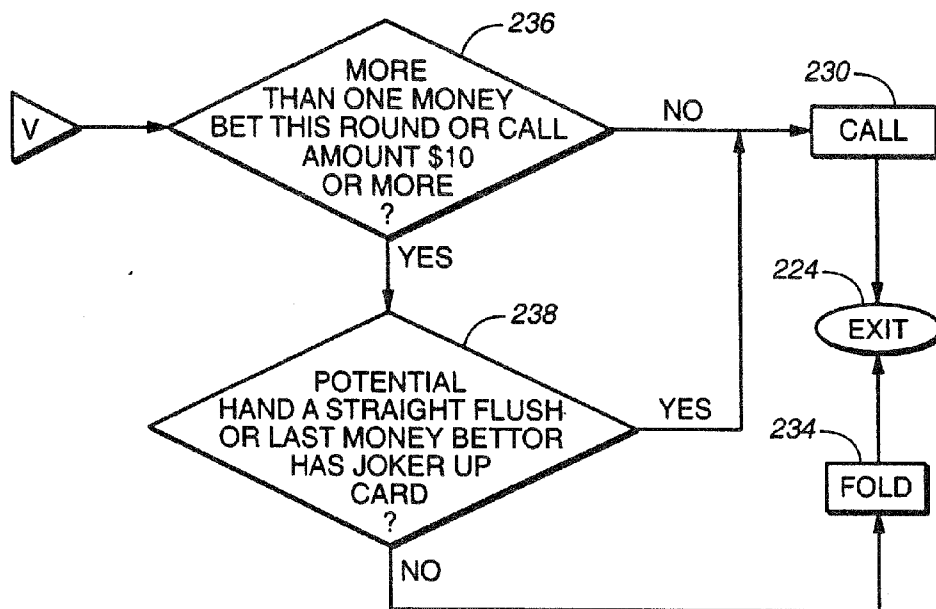 236
MORE
THAN ONE MONEY
BET THIS ROUND OR CALL
AMOUNT $10
OR MORE
?
V
NO
230
CALL
YES
224
EXIT
238
POTENTIAL
HAND A STRAIGHT FLUSH
OR LAST MONEY BETTOR
HAS JOKER UP
CARD
?
YES
234
FOLD
NO